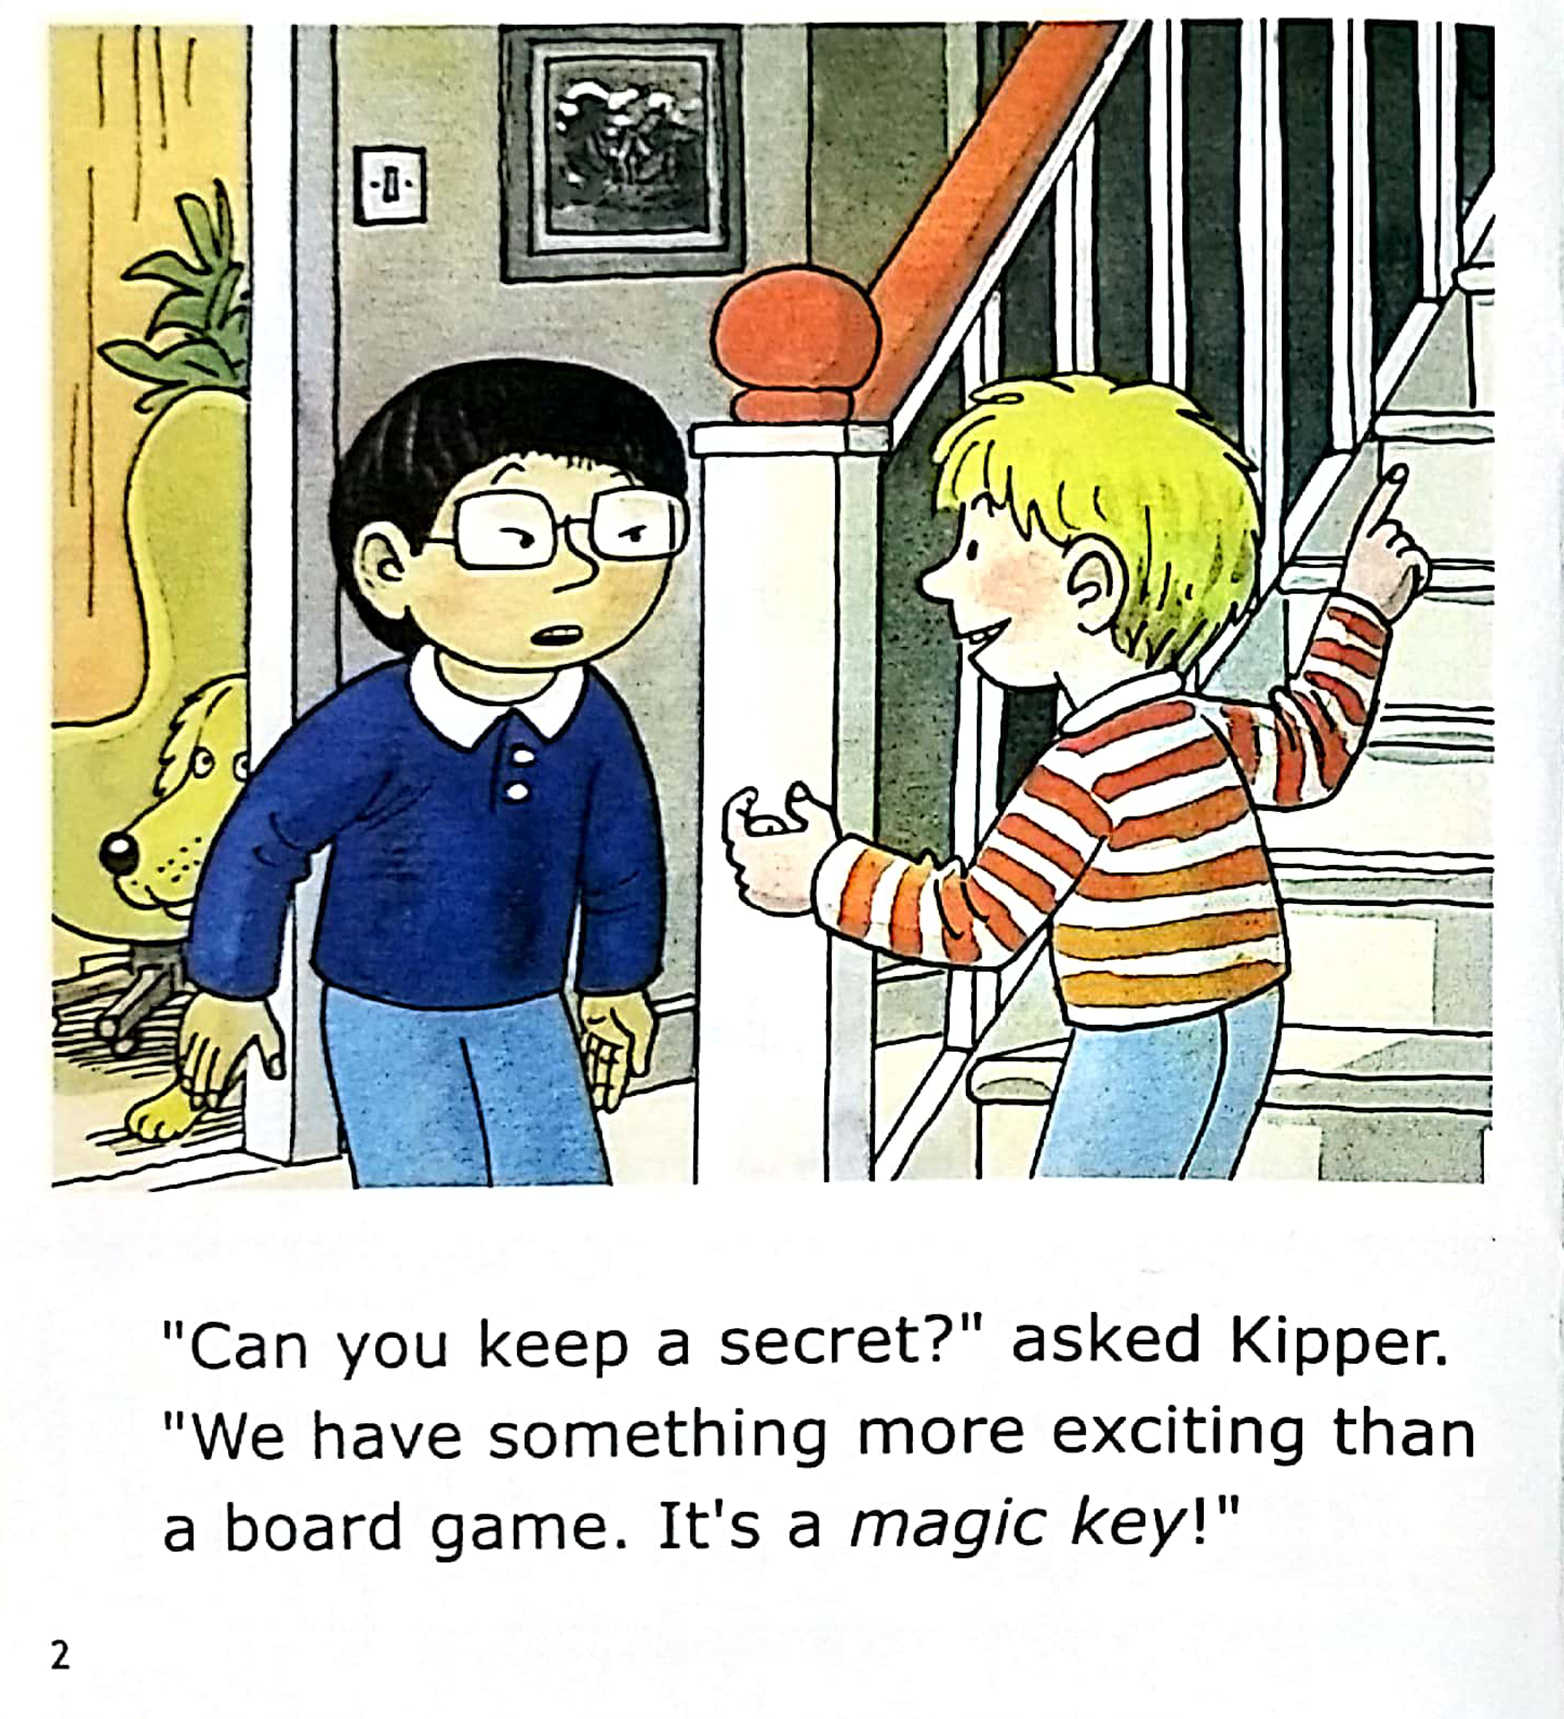 "Can you keep a secret?" asked Kipper.
"We have something more exciting than
a board game. It's a magic key!"
2